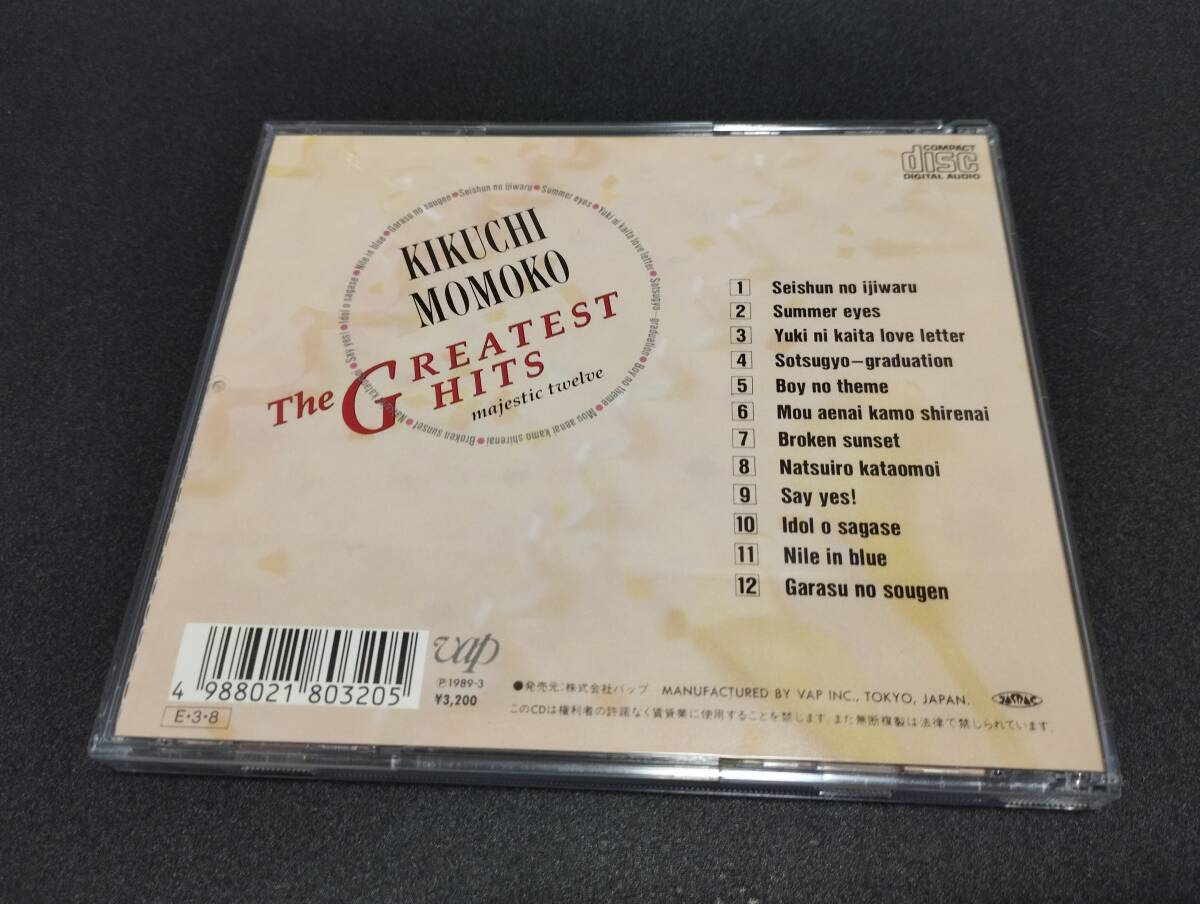 COMPACT
disc
DIGITAL AUDIO
Seishun no ijiwaru ● Summer eyes ● Yuki ni kaita love letter ● Sotsugyo–graduation ● Boy no theme ● Mou aenai kamo shirenai ● Broken sunset ● Na kataomoi ● Say yes! ● Idol o sagase ● Nile in blue ● Garasu no sougen ●
KIKUCHI
MOMOKO
The GREATEST
HITS
majestic twelve
1 Seishun no ijiwaru
2 Summer eyes
3 Yuki ni kaita love letter
4 Sotsugyo–graduation
5 Boy no theme
6 Mou aenai kamo shirenai
7 Broken sunset
8 Natsuiro kataomoi
9 Say yes!
10 Idol o sagase
11 Nile in blue
12 Garasu no sougen
4 988021 803205
E・3・8
vap
Ⓟ1989-3
¥3,200
●発売元:株式会社バップ MANUFACTURED BY VAP INC., TOKYO, JAPAN.
JASRAC
このCDは権利者の許諾なく賃貸業に使用することを禁じます。また無断複製は法律で禁じられています。